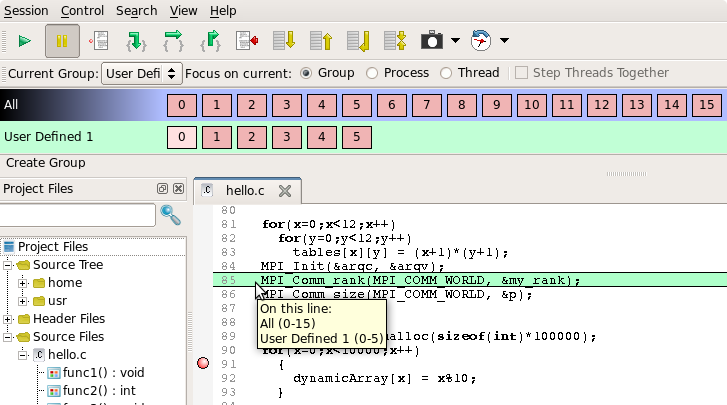 Session Control Search View Help
Current Group: User Defi Focus on current: Group Process Thread Step Threads Together
All 0 1 2 3 4 5 6 7 8 9 10 11 12 13 14 15
User Defined 1 0 1 2 3 4 5
Create Group
Project Files
.c hello.c
Project Files
Source Tree
home
usr
Header Files
Source Files
.c hello.c
func1() : void
func2() : int
80
81 for(x=0;x<12;x++)
82 for(y=0;y<12;y++)
83 tables[x][y] = (x+1)*(y+1);
84 MPI_Init(&argc, &argv);
85 MPI_Comm_rank(MPI_COMM_WORLD, &my_rank);
86 MPI_Comm_size(MPI_COMM_WORLD, &p);
87
88
89 malloc(sizeof(int)*100000);
90 for(x=0;x<10000;x++)
91 {
92 dynamicArray[x] = x%10;
93 }
On this line:
All (0-15)
User Defined 1 (0-5)